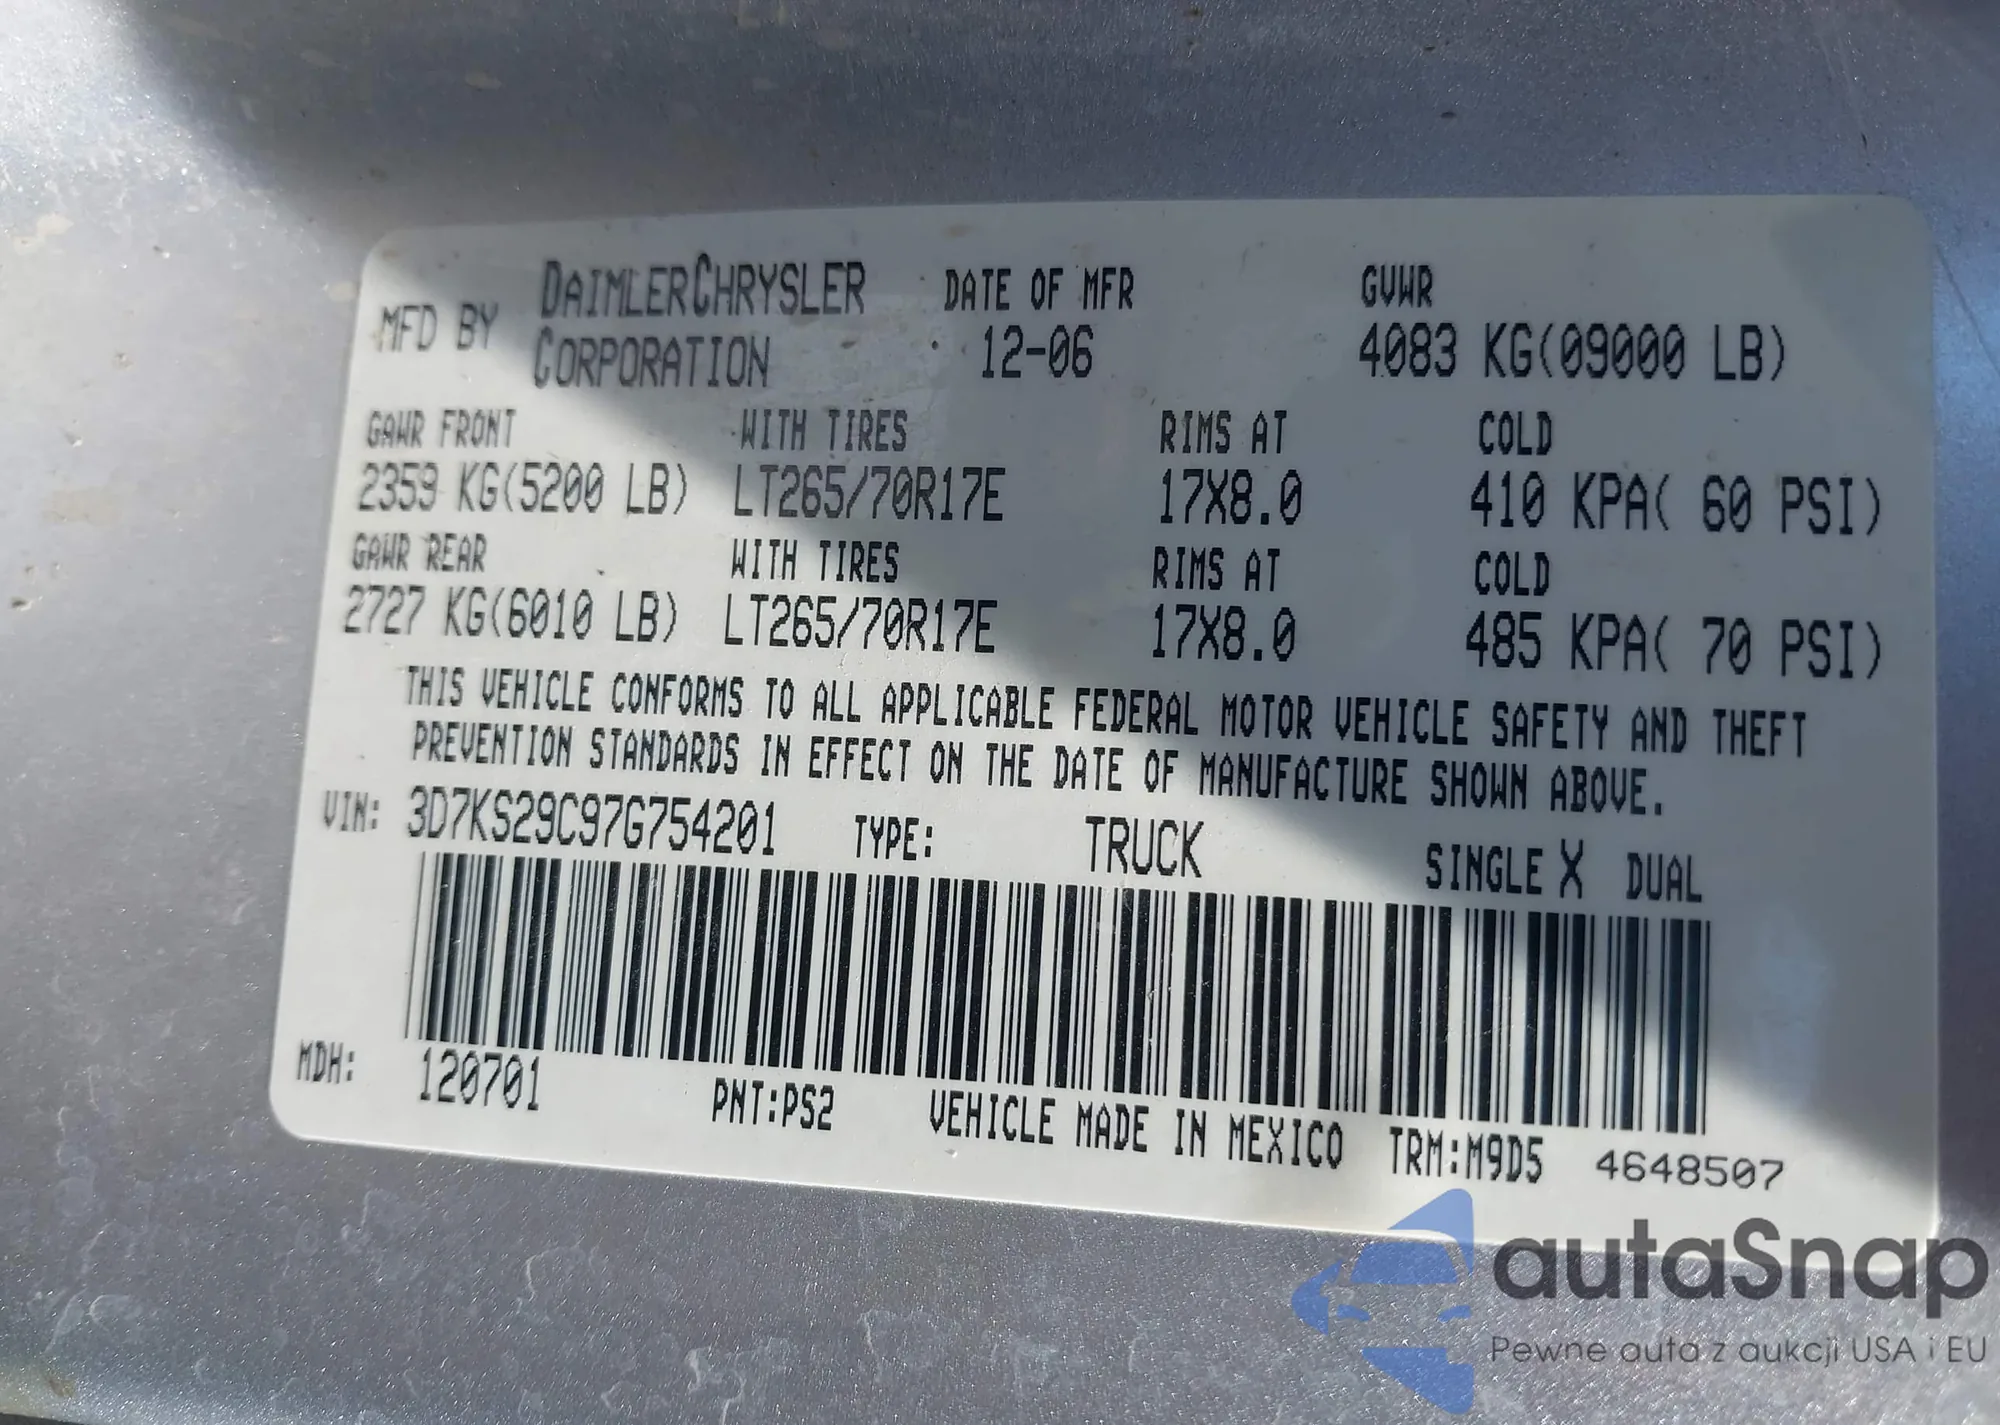 MFD BY DAIMLERCHRYSLER CORPORATION DATE OF MFR 12-06 GVWR 4083 KG(09000 LB)
GAWR FRONT WITH TIRES RIMS AT COLD
2359 KG(5200 LB) LT265/70R17E 17X8.0 410 KPA( 60 PSI)
GAWR REAR WITH TIRES RIMS AT COLD
2727 KG(6010 LB) LT265/70R17E 17X8.0 485 KPA( 70 PSI)
THIS VEHICLE CONFORMS TO ALL APPLICABLE FEDERAL MOTOR VEHICLE SAFETY AND THEFT
PREVENTION STANDARDS IN EFFECT ON THE DATE OF MANUFACTURE SHOWN ABOVE.
VIN: 3D7KS29C97G754201 TYPE: TRUCK SINGLE X DUAL
MDH: 120701 PNT:PS2 VEHICLE MADE IN MEXICO TRM:M9D5 4648507
autaSnap
Pewne auta z aukcji USA i EU